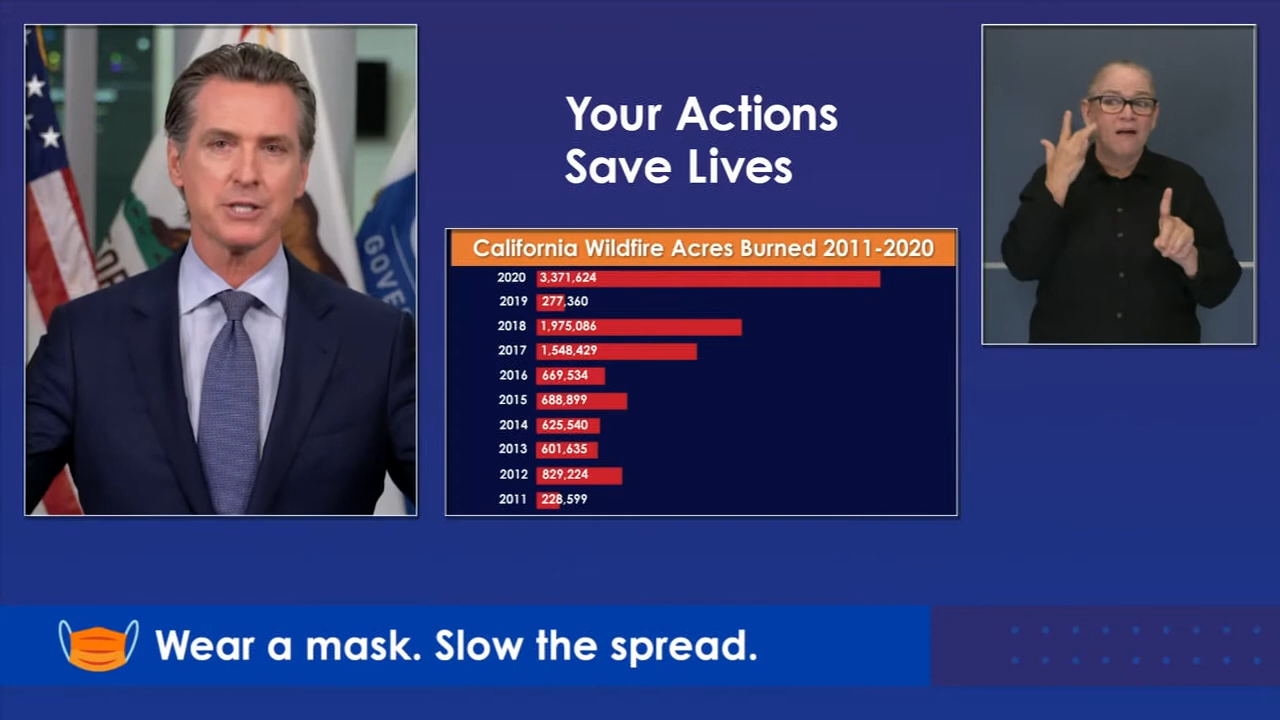 Your Actions
Save Lives
California Wildfire Acres Burned 2011-2020
2020 3,371,624
2019 277,360
2018 1,975,086
2017 1,548,429
2016 669,534
2015 688,899
2014 625,540
2013 601,635
2012 829,224
2011 228,599
GOVE
Wear a mask. Slow the spread.